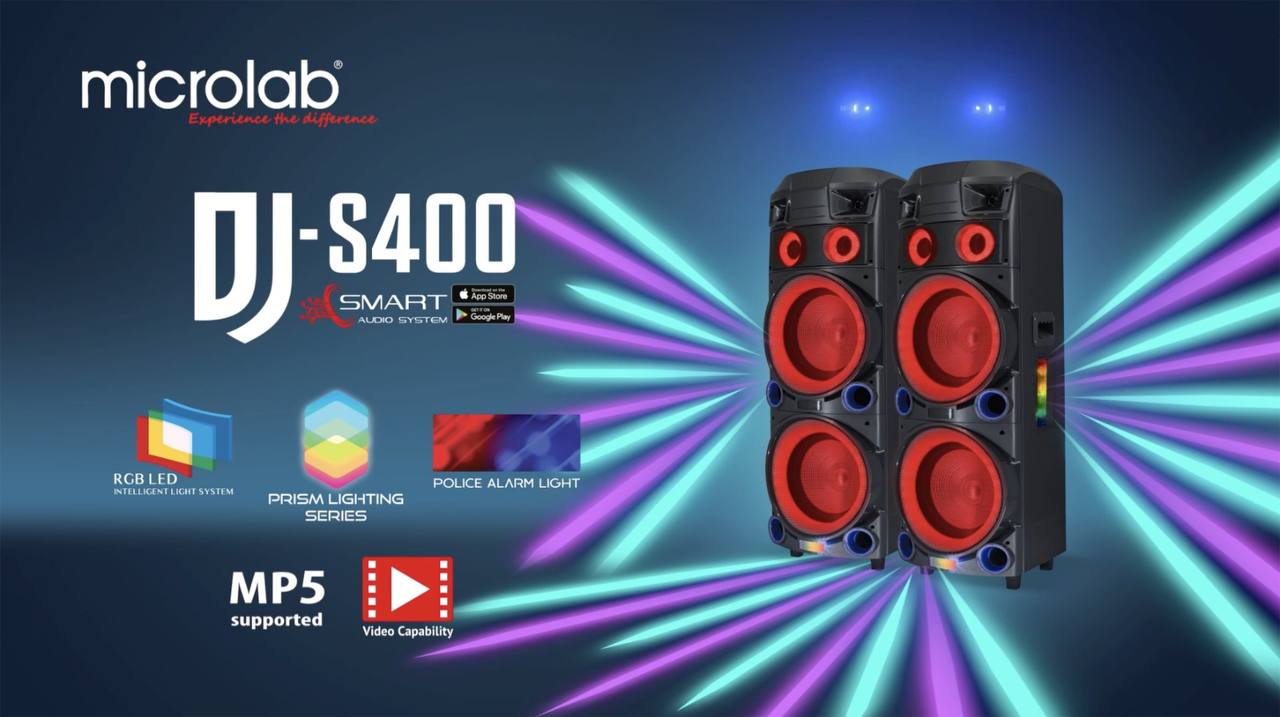 microlab®
Experience the difference
DJ-S400
SMART
AUDIO SYSTEM
Download on the
App Store
GET IT ON
Google Play
RGB LED
INTELLIGENT LIGHT SYSTEM
PRISM LIGHTING
SERIES
POLICE ALARM LIGHT
MP5
supported
Video Capability